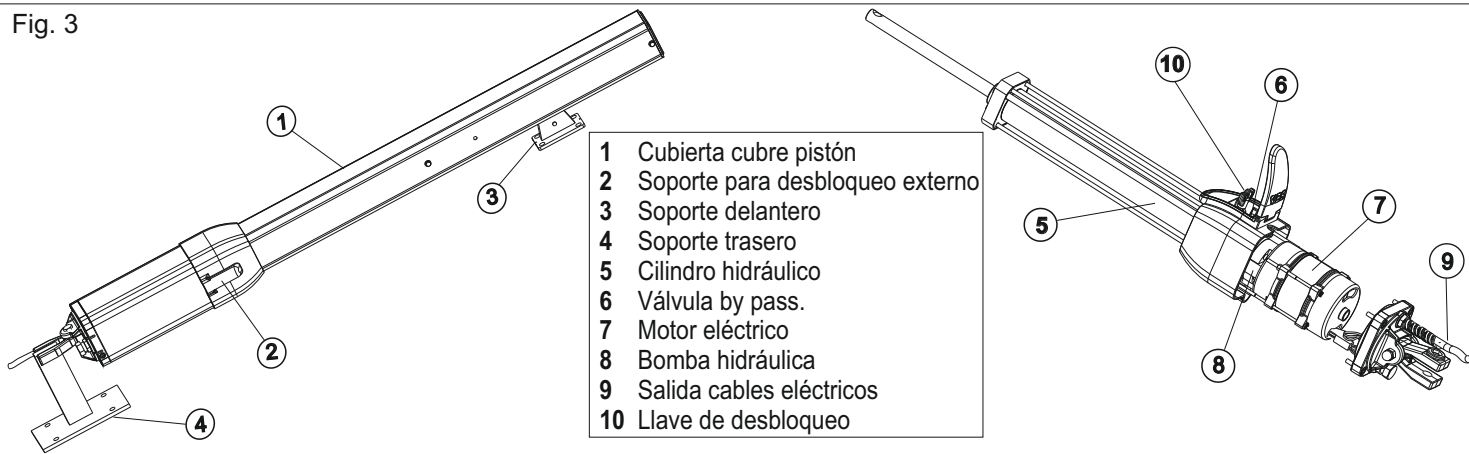 Fig. 3
1
2
3
4
1 Cubierta cubre pistón
2 Soporte para desbloqueo externo
3 Soporte delantero
4 Soporte trasero
5 Cilindro hidráulico
6 Válvula by pass.
7 Motor eléctrico
8 Bomba hidráulica
9 Salida cables eléctricos
10 Llave de desbloqueo
10
6
5
7
9
8